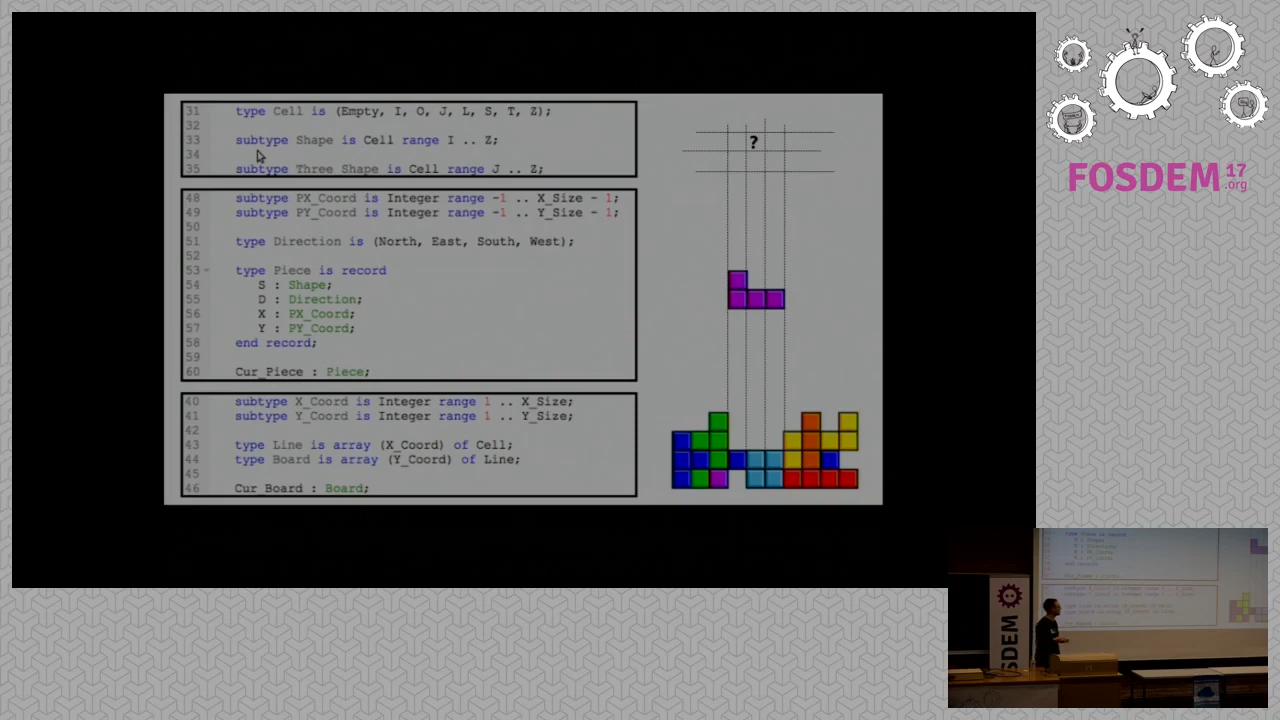 31 type Cell is (Empty, I, O, J, L, S, T, Z);
32
33 subtype Shape is Cell range I .. Z;
34
35 subtype Three_Shape is Cell range J .. Z;
48 subtype PX_Coord is Integer range -1 .. X_Size - 1;
49 subtype PY_Coord is Integer range -1 .. Y_Size - 1;
50
51 type Direction is (North, East, South, West);
52
53 type Piece is record
54 S : Shape;
55 D : Direction;
56 X : PX_Coord;
57 Y : PY_Coord;
58 end record;
59
60 Cur_Piece : Piece;
40 subtype X_Coord is Integer range 1 .. X_Size;
41 subtype Y_Coord is Integer range 1 .. Y_Size;
42
43 type Line is array (X_Coord) of Cell;
44 type Board is array (Y_Coord) of Line;
45
46 Cur_Board : Board;
?
FOSDEM 17
.org
SDEM